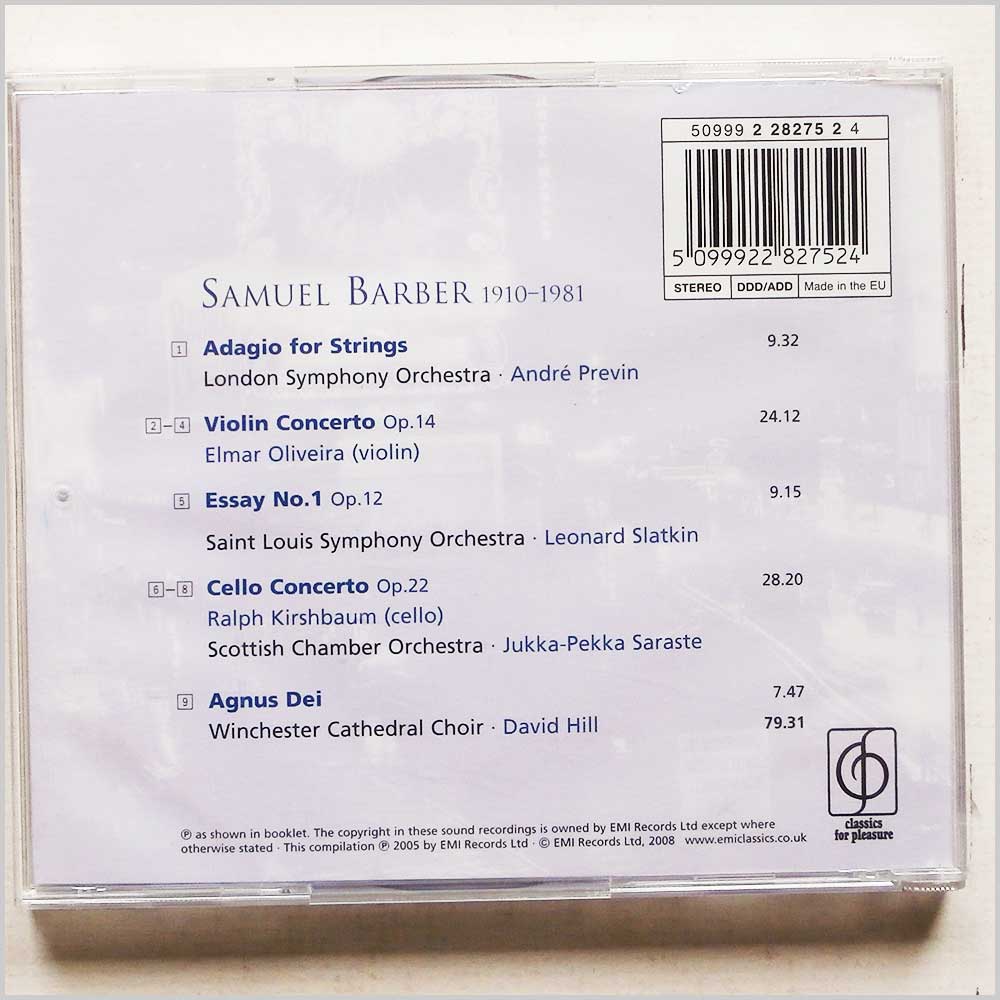 50999 2 28275 2 4
5 099922 827524
STEREO DDD/ADD Made in the EU
SAMUEL BARBER 1910–1981
1 Adagio for Strings 9.32
London Symphony Orchestra · André Previn
2–4 Violin Concerto Op.14 24.12
Elmar Oliveira (violin)
5 Essay No.1 Op.12 9.15
Saint Louis Symphony Orchestra · Leonard Slatkin
6–8 Cello Concerto Op.22 28.20
Ralph Kirshbaum (cello)
Scottish Chamber Orchestra · Jukka-Pekka Saraste
9 Agnus Dei 7.47
Winchester Cathedral Choir · David Hill 79.31
classics
for pleasure
℗ as shown in booklet. The copyright in these sound recordings is owned by EMI Records Ltd except where
otherwise stated · This compilation ℗ 2005 by EMI Records Ltd · © EMI Records Ltd, 2008 www.emiclassics.co.uk